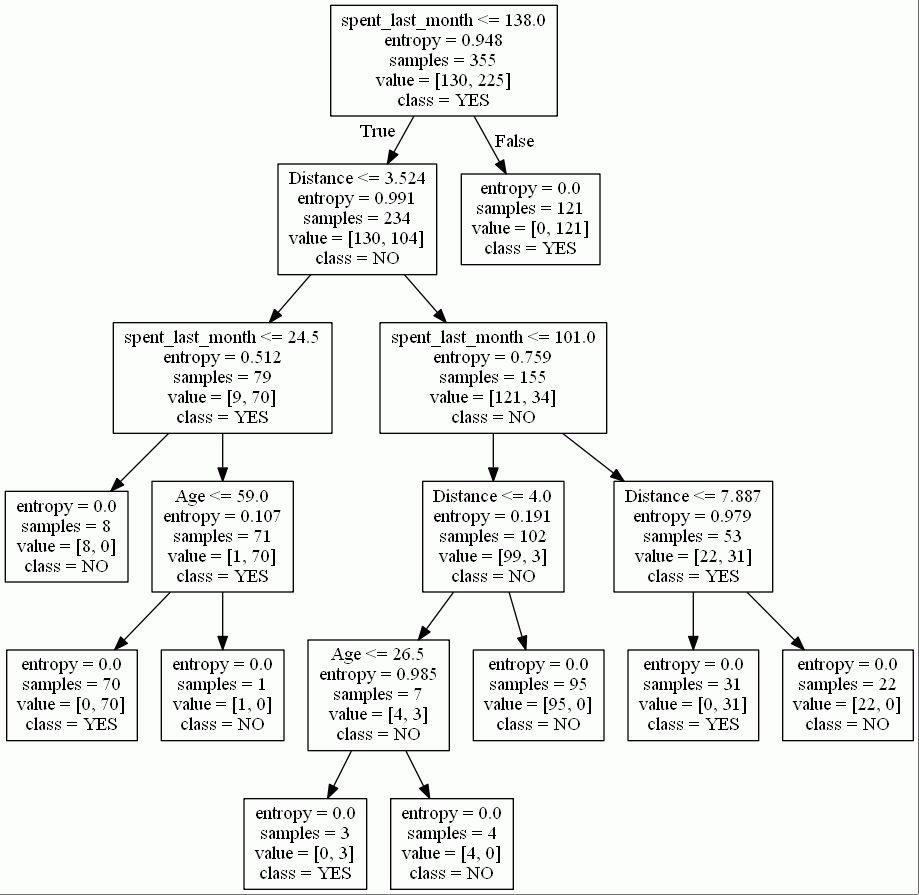 spent_last_month <= 138.0
entropy = 0.948
samples = 355
value = [130, 225]
class = YES
True
False
Distance <= 3.524
entropy = 0.991
samples = 234
value = [130, 104]
class = NO
entropy = 0.0
samples = 121
value = [0, 121]
class = YES
spent_last_month <= 24.5
entropy = 0.512
samples = 79
value = [9, 70]
class = YES
spent_last_month <= 101.0
entropy = 0.759
samples = 155
value = [121, 34]
class = NO
entropy = 0.0
samples = 8
value = [8, 0]
class = NO
Age <= 59.0
entropy = 0.107
samples = 71
value = [1, 70]
class = YES
Distance <= 4.0
entropy = 0.191
samples = 102
value = [99, 3]
class = NO
Distance <= 7.887
entropy = 0.979
samples = 53
value = [22, 31]
class = YES
entropy = 0.0
samples = 70
value = [0, 70]
class = YES
entropy = 0.0
samples = 1
value = [1, 0]
class = NO
Age <= 26.5
entropy = 0.985
samples = 7
value = [4, 3]
class = NO
entropy = 0.0
samples = 95
value = [95, 0]
class = NO
entropy = 0.0
samples = 31
value = [0, 31]
class = YES
entropy = 0.0
samples = 22
value = [22, 0]
class = NO
entropy = 0.0
samples = 3
value = [0, 3]
class = YES
entropy = 0.0
samples = 4
value = [4, 0]
class = NO